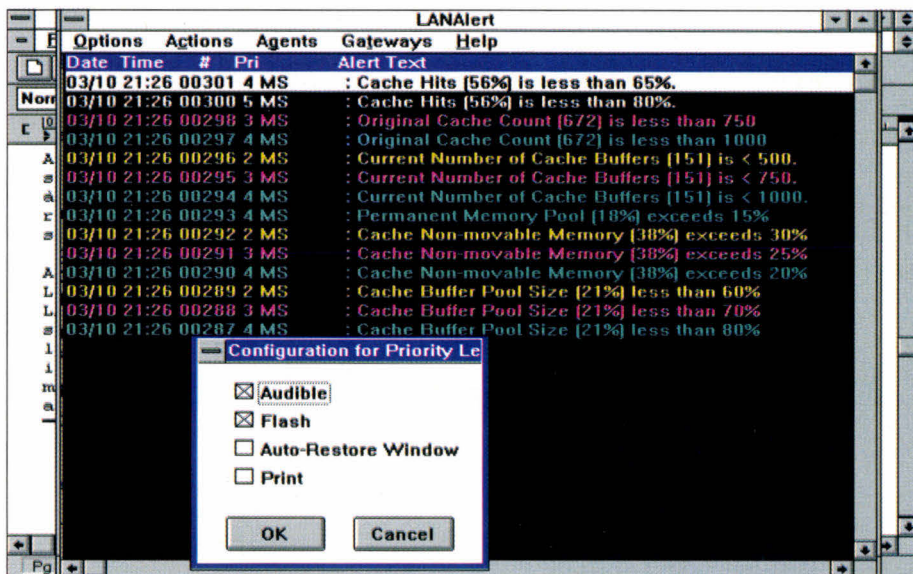 LANAlert
Options Actions Agents Gateways Help
Date Time # Pri Alert Text
03/10 21:26 00301 4 MS : Cache Hits (56%) is less than 65%.
03/10 21:26 00300 5 MS : Cache Hits (56%) is less than 80%.
03/10 21:26 00298 3 MS : Original Cache Count (672) is less than 750
03/10 21:26 00297 4 MS : Original Cache Count (672) is less than 1000
03/10 21:26 00296 2 MS : Current Number of Cache Buffers (151) is < 500.
03/10 21:26 00295 3 MS : Current Number of Cache Buffers (151) is < 750.
03/10 21:26 00294 4 MS : Current Number of Cache Buffers (151) is < 1000.
03/10 21:26 00293 4 MS : Permanent Memory Pool (18%) exceeds 15%
03/10 21:26 00292 2 MS : Cache Non-movable Memory (38%) exceeds 30%
03/10 21:26 00291 3 MS : Cache Non-movable Memory (38%) exceeds 25%
03/10 21:26 00290 4 MS : Cache Non-movable Memory (38%) exceeds 20%
03/10 21:26 00289 2 MS : Cache Buffer Pool Size (21%) less than 60%
03/10 21:26 00288 3 MS : Cache Buffer Pool Size (21%) less than 70%
03/10 21:26 00287 4 MS : Cache Buffer Pool Size (21%) less than 80%
Configuration for Priority Le
Audible
Flash
Auto-Restore Window
Print
OK Cancel
Norr
Pg